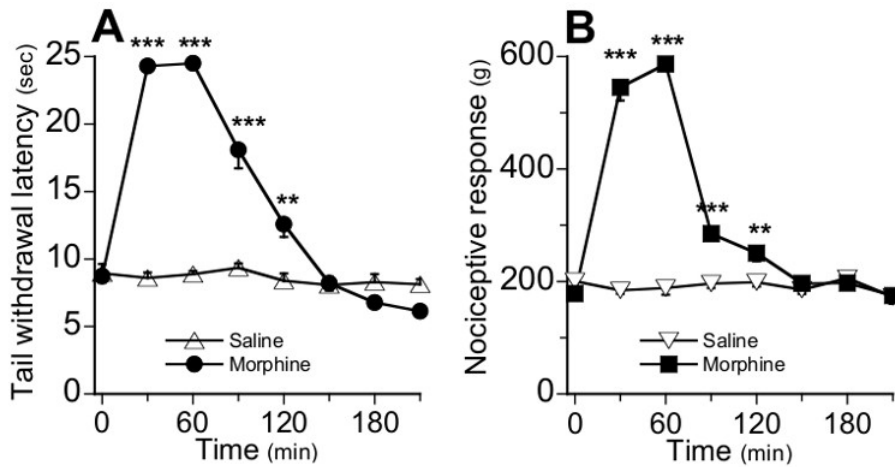 A
Tail withdrawal latency (sec)
25
20
15
10
5
0
*** ***
***
**
Saline
Morphine
0 60 120 180
Time (min)
B
Nociceptive response (g)
600
400
200
0
***
***
***
**
Saline
Morphine
0 60 120 180
Time (min)